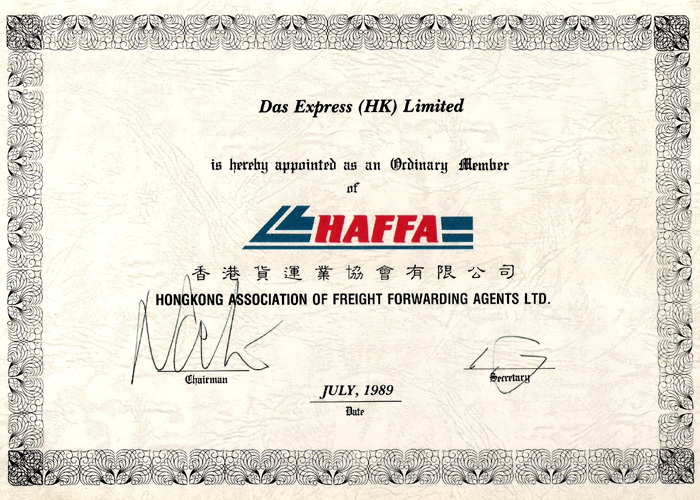 Das Express (HK) Limited
is hereby appointed as an Ordinary Member
of
HAFFA
香港貨運業協會有限公司
HONGKONG ASSOCIATION OF FREIGHT FORWARDING AGENTS LTD.
Chairman
Secretary
JULY, 1989
Date